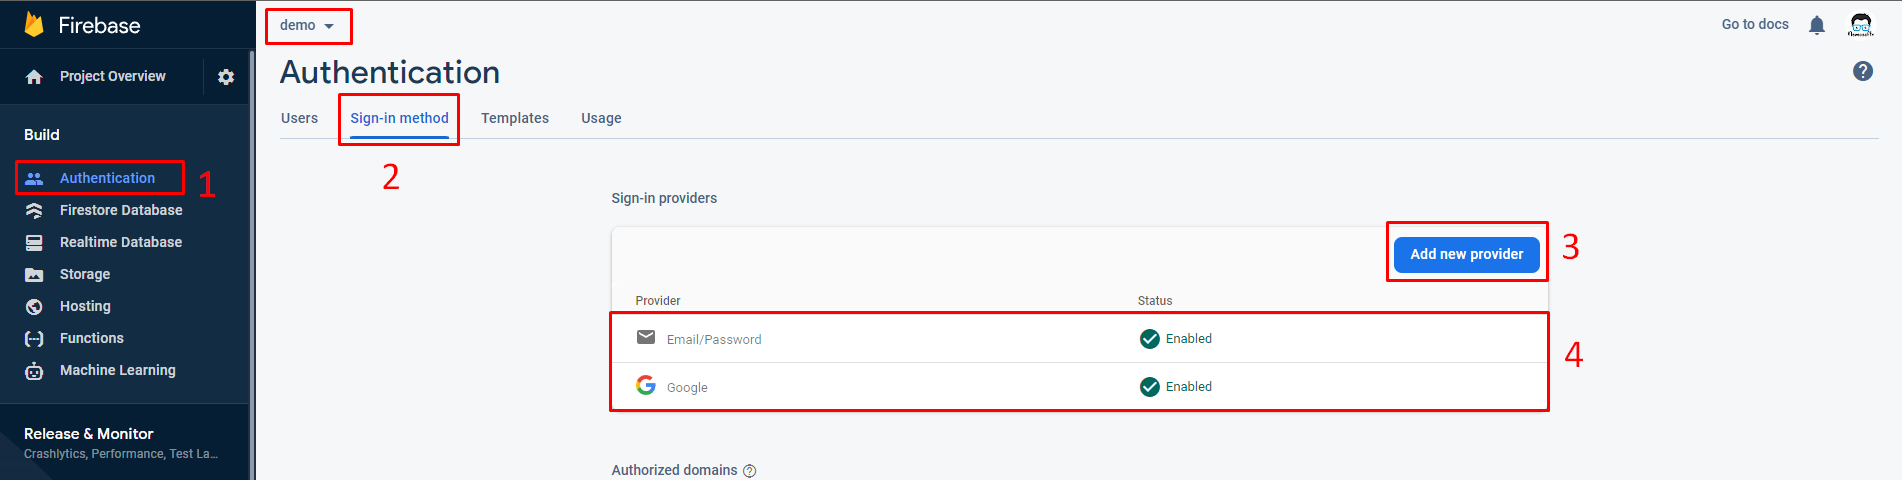 Firebase
demo
Go to docs
Project Overview
Authentication
Users
Sign-in method
Templates
Usage
Build
Authentication
1
2
Firestore Database
Realtime Database
Storage
Hosting
Functions
Machine Learning
Release & Monitor
Crashlytics, Performance, Test La...
Sign-in providers
Add new provider
3
Provider
Status
Email/Password
Enabled
Google
Enabled
4
Authorized domains